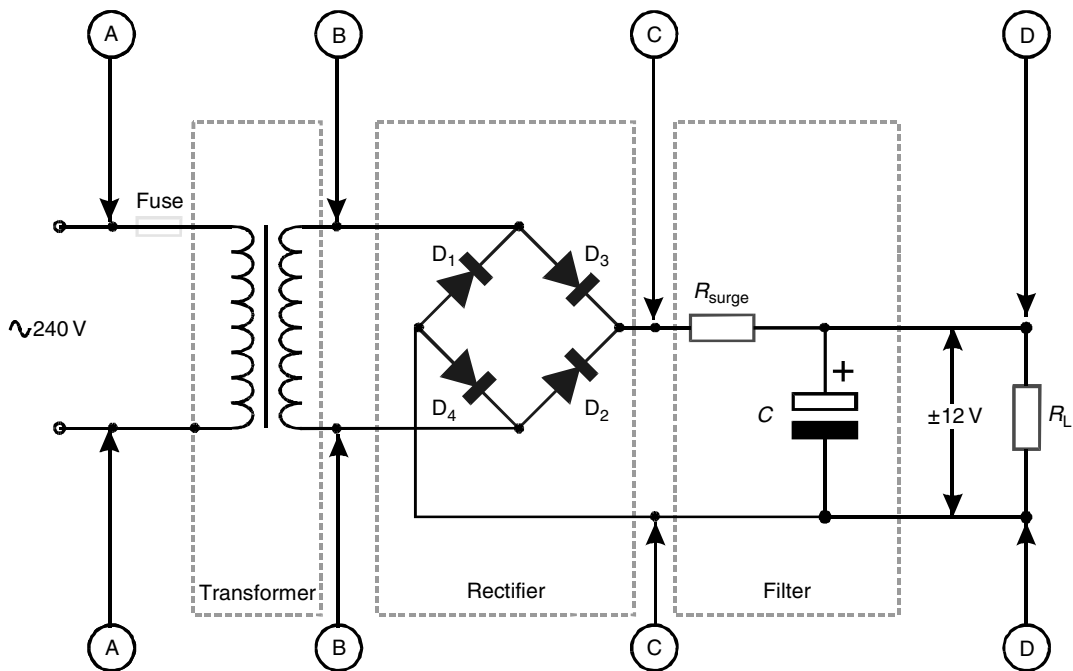 A
B
C
D
Fuse
D1
D3
Rsurge
∿240 V
D4
D2
C
+
±12 V
RL
Transformer
Rectifier
Filter
A
B
C
D